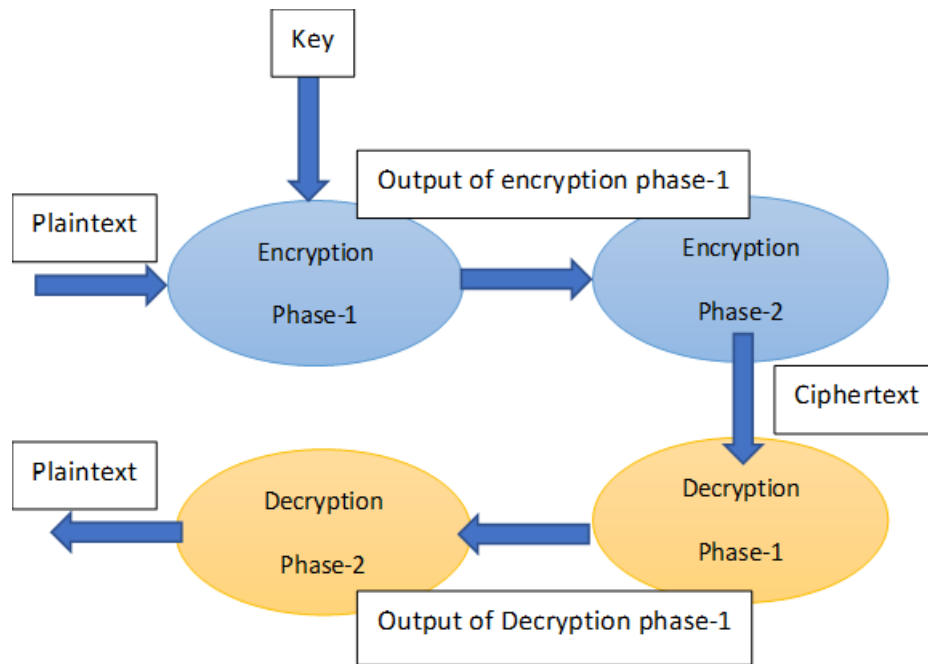 Key
Output of encryption phase-1
Plaintext
Encryption
Phase-1
Encryption
Phase-2
Ciphertext
Plaintext
Decryption
Phase-2
Decryption
Phase-1
Output of Decryption phase-1